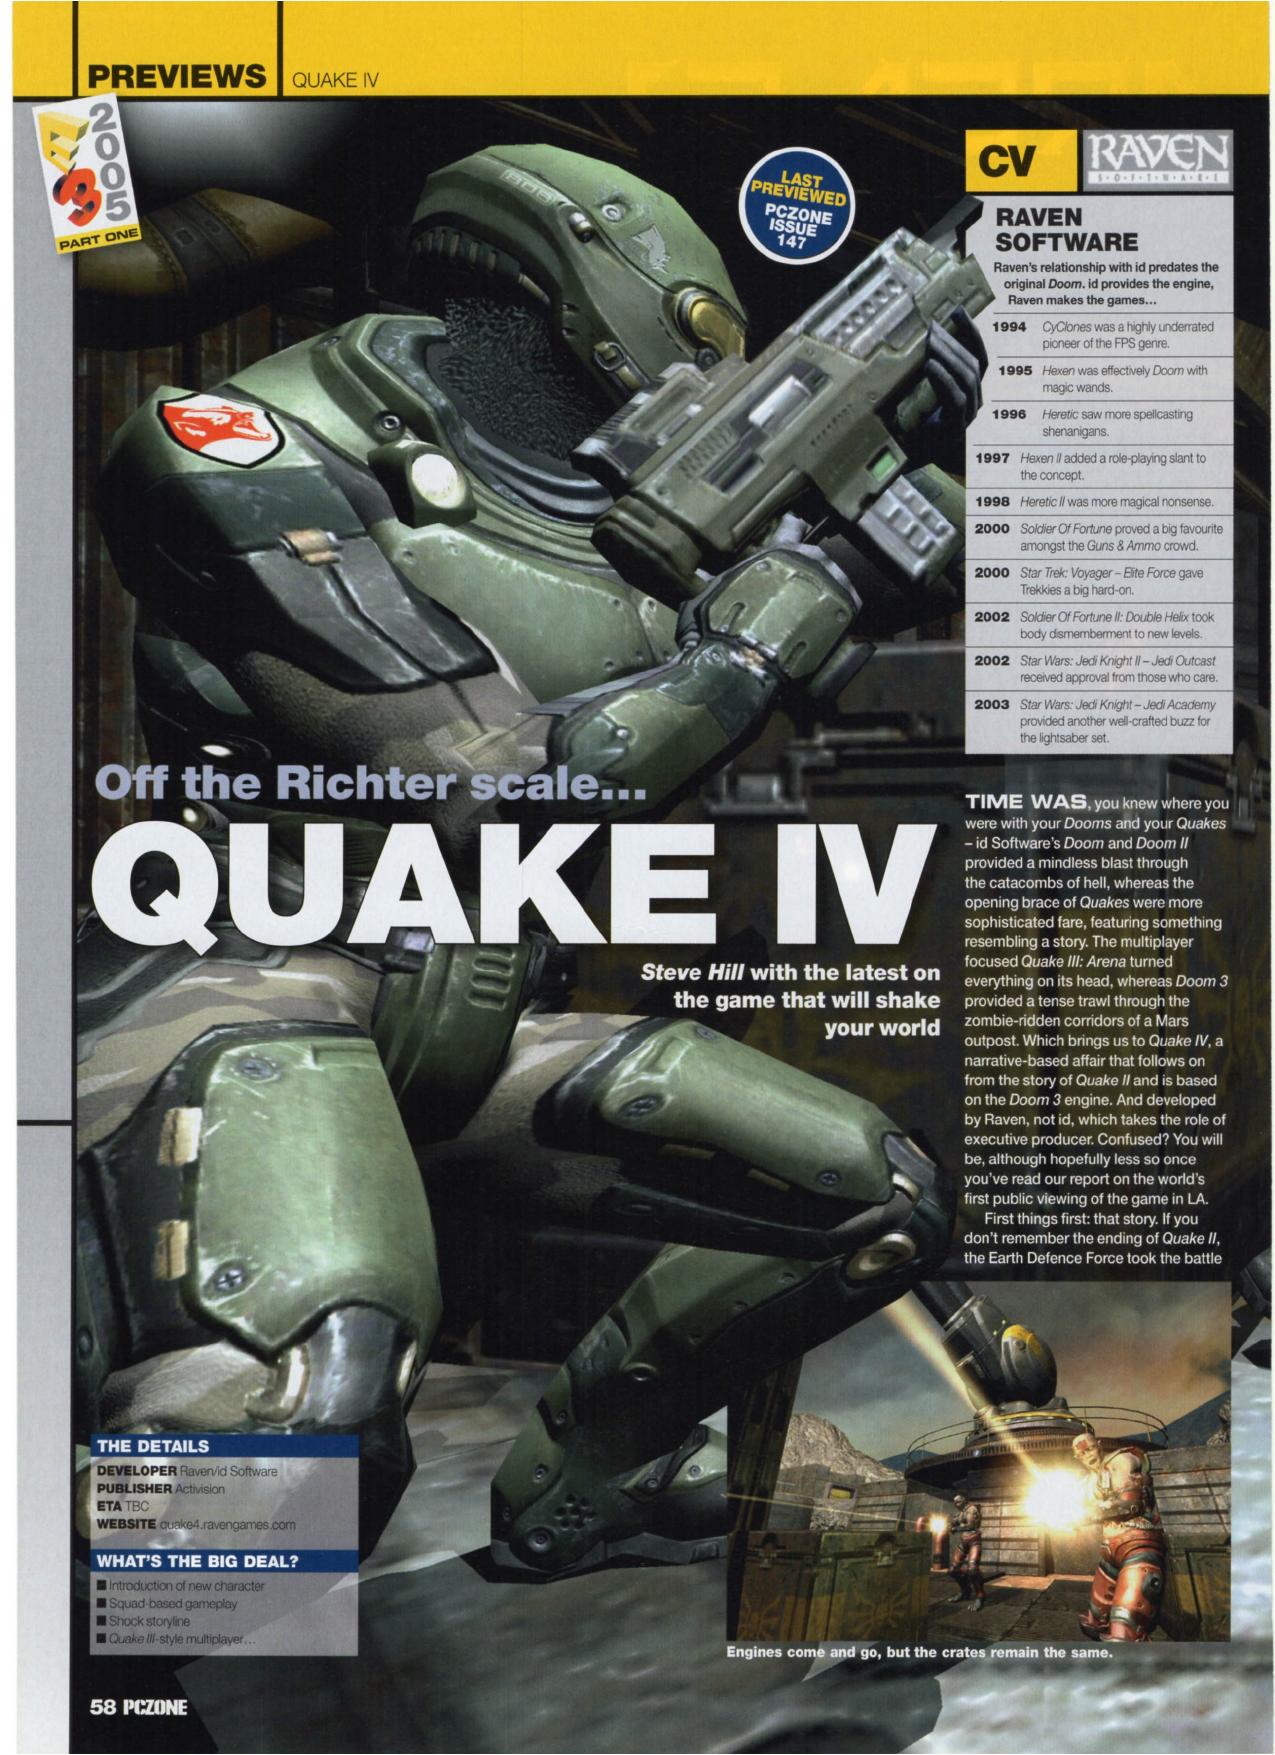 PREVIEWS QUAKE IV
E3 2005
PART ONE
LAST
PREVIEWED
PCZONE
ISSUE
147
CV
RAVEN
S·O·F·T·W·A·R·E
RAVEN
SOFTWARE
Raven's relationship with id predates the
original Doom. id provides the engine,
Raven makes the games...
1994 CyClones was a highly underrated
pioneer of the FPS genre.
1995 Hexen was effectively Doom with
magic wands.
1996 Heretic saw more spellcasting
shenanigans.
1997 Hexen II added a role-playing slant to
the concept.
1998 Heretic II was more magical nonsense.
2000 Soldier Of Fortune proved a big favourite
amongst the Guns & Ammo crowd.
2000 Star Trek: Voyager – Elite Force gave
Trekkies a big hard-on.
2002 Soldier Of Fortune II: Double Helix took
body dismemberment to new levels.
2002 Star Wars: Jedi Knight II – Jedi Outcast
received approval from those who care.
2003 Star Wars: Jedi Knight – Jedi Academy
provided another well-crafted buzz for
the lightsaber set.
Off the Richter scale...
QUAKE IV
Steve Hill with the latest on
the game that will shake
your world
TIME WAS, you knew where you
were with your Dooms and your Quakes
– id Software's Doom and Doom II
provided a mindless blast through
the catacombs of hell, whereas the
opening brace of Quakes were more
sophisticated fare, featuring something
resembling a story. The multiplayer
focused Quake III: Arena turned
everything on its head, whereas Doom 3
provided a tense trawl through the
zombie-ridden corridors of a Mars
outpost. Which brings us to Quake IV, a
narrative-based affair that follows on
from the story of Quake II and is based
on the Doom 3 engine. And developed
by Raven, not id, which takes the role of
executive producer. Confused? You will
be, although hopefully less so once
you've read our report on the world's
first public viewing of the game in LA.
First things first: that story. If you
don't remember the ending of Quake II,
the Earth Defence Force took the battle
THE DETAILS
DEVELOPER Raven/id Software
PUBLISHER Activision
ETA TBC
WEBSITE quake4.ravengames.com
WHAT'S THE BIG DEAL?
■ Introduction of new character
■ Squad-based gameplay
■ Shock storyline
■ Quake III-style multiplayer...
Engines come and go, but the crates remain the same.
58 PCZONE